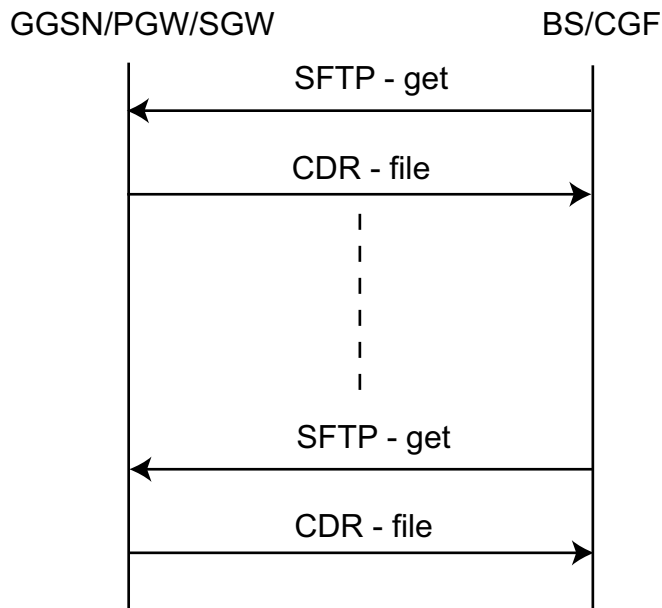 GGSN/PGW/SGW
BS/CGF
SFTP - get
CDR - file
SFTP - get
CDR - file